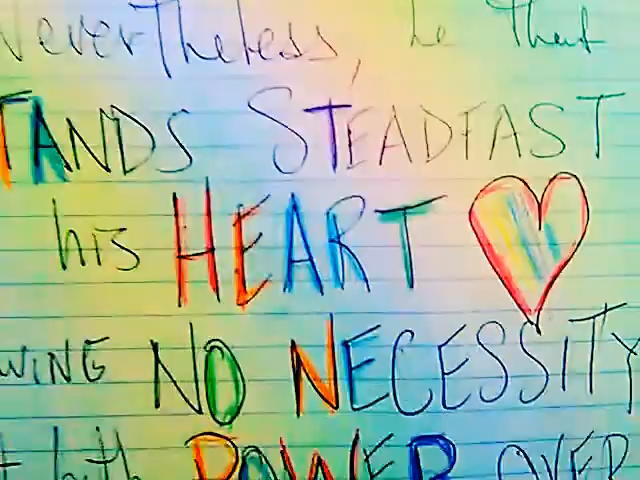 Nevertheless, he that
TANDS STEADFAST
his HEART
WING NO NECESSITY
t hath POWER OVER